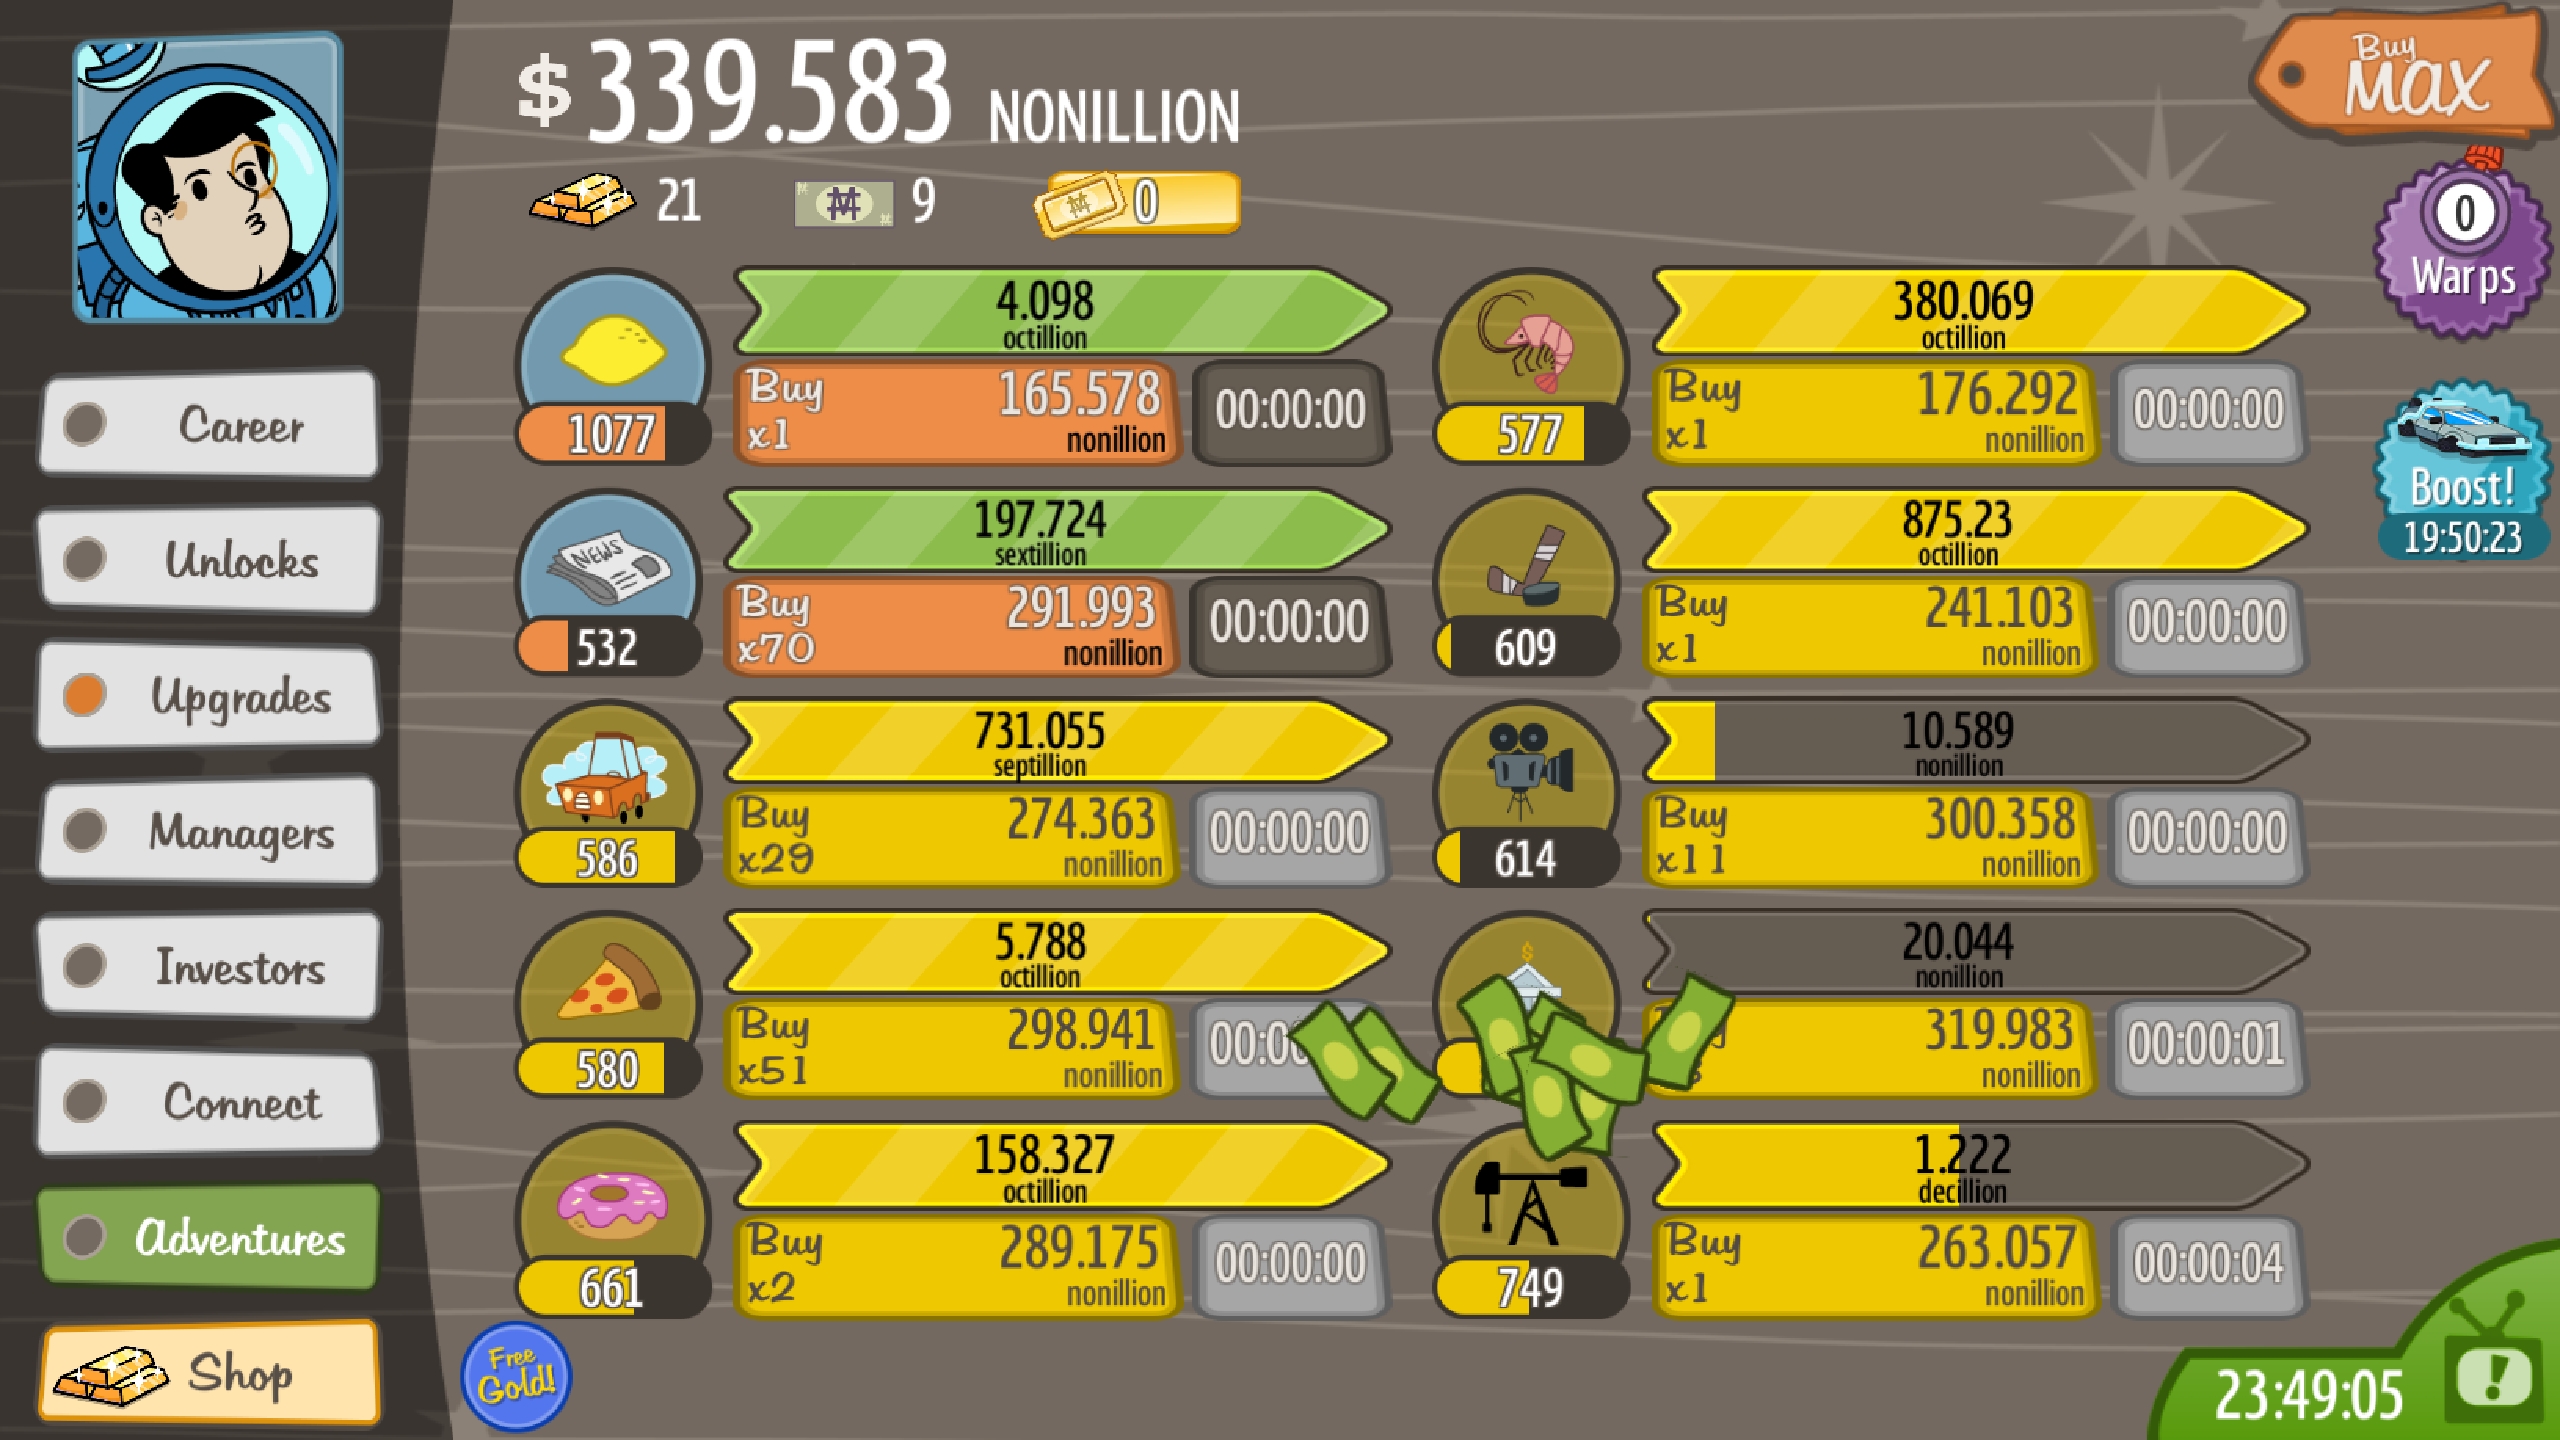 $ 339.583 NONILLION
21
9
0
Buy
MAX
0
Warps
Boost!
19:50:23
Career
Unlocks
Upgrades
Managers
Investors
Connect
Adventures
Shop
4.098
octillion
1077
Buy 165.578
x1 nonillion
00:00:00
NEWS
197.724
sextillion
532
Buy 291.993
x70 nonillion
00:00:00
731.055
septillion
586
Buy 274.363
x29 nonillion
00:00:00
5.788
octillion
580
Buy 298.941
x51 nonillion
158.327
octillion
661
Buy 289.175
x2 nonillion
00:00:00
380.069
octillion
577
Buy 176.292
x1 nonillion
00:00:00
875.23
octillion
609
Buy 241.103
x1 nonillion
00:00:00
10.589
nonillion
614
Buy 300.358
x11 nonillion
00:00:00
20.044
nonillion
319.983
nonillion
00:00:01
1.222
decillion
749
Buy 263.057
x1 nonillion
00:00:04
Free
Gold!
23:49:05